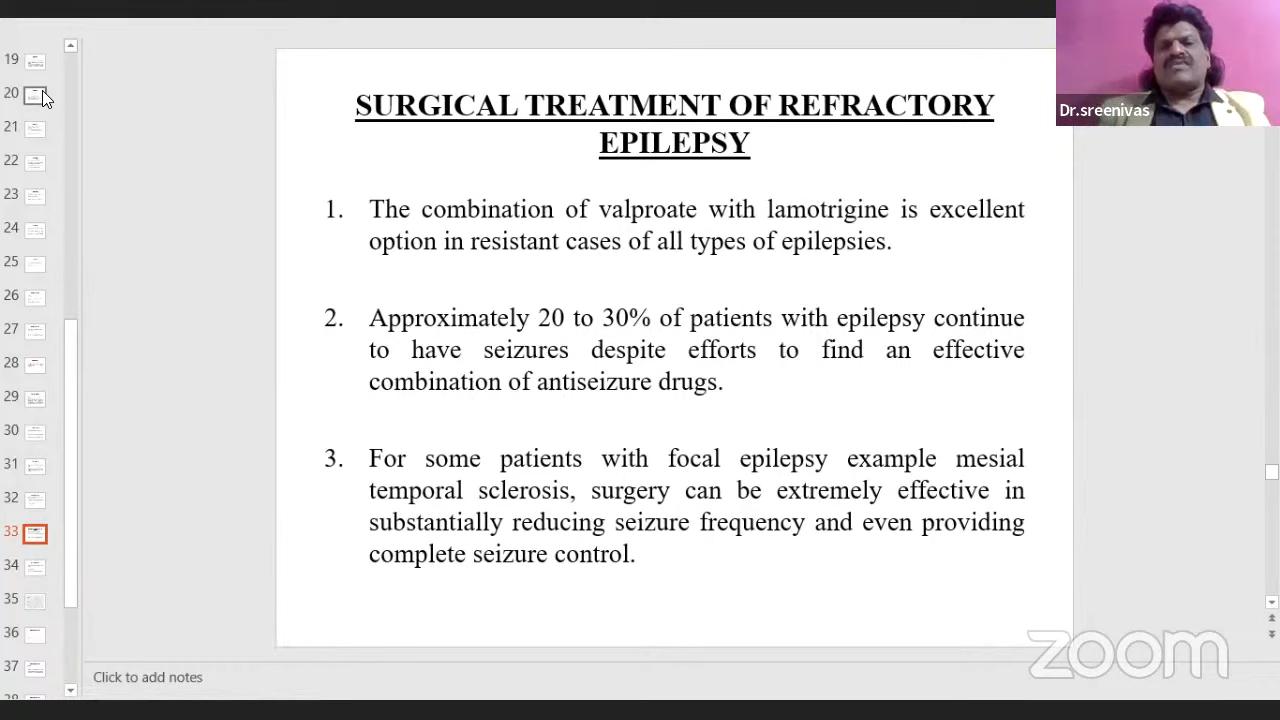 SURGICAL TREATMENT OF REFRACTORY
EPILEPSY
1. The combination of valproate with lamotrigine is excellent
option in resistant cases of all types of epilepsies.
2. Approximately 20 to 30% of patients with epilepsy continue
to have seizures despite efforts to find an effective
combination of antiseizure drugs.
3. For some patients with focal epilepsy example mesial
temporal sclerosis, surgery can be extremely effective in
substantially reducing seizure frequency and even providing
complete seizure control.
Dr.sreenivas
19
20
21
22
23
24
25
26
27
28
29
30
31
32
33
34
35
36
37
Click to add notes
zoom